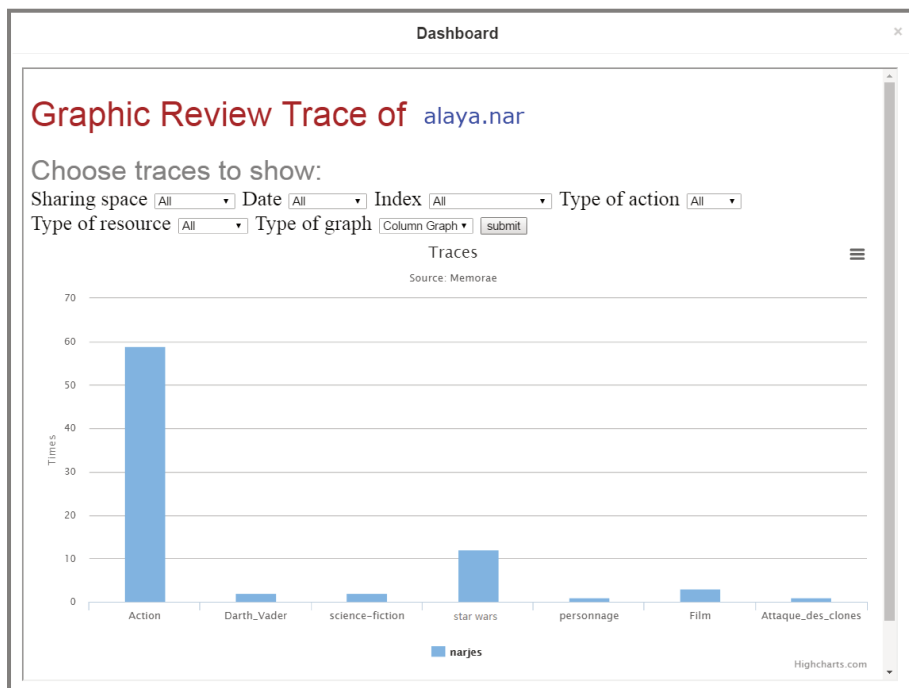 Dashboard ×
Graphic Review Trace of alaya.nar
Choose traces to show:
Sharing space All Date All Index All Type of action All
Type of resource All Type of graph Column Graph submit
Traces
Source: Memorae
70
60
50
40
30
20
10
0
Times
Action Darth_Vader science-fiction star wars personnage Film Attaque_des_clones
narjes
Highcharts.com